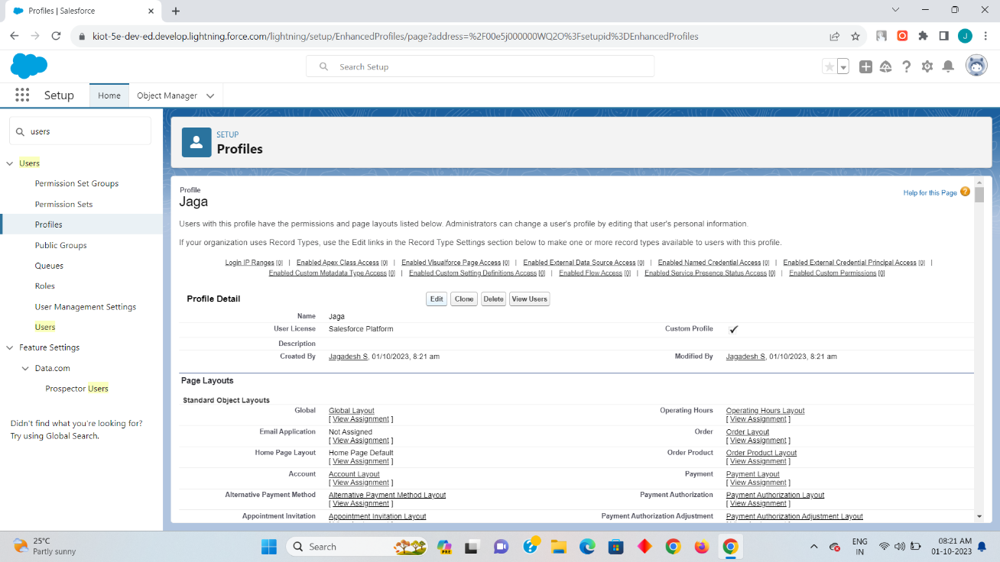 Profiles | Salesforce
kiot-5e-dev-ed.develop.lightning.force.com/lightning/setup/EnhancedProfiles/page?address=%2F00e5j000000WQ2O%3Fsetupid%3DEnhancedProfiles
J
Search Setup
Setup
Home
Object Manager
users
Users
Permission Set Groups
Permission Sets
Profiles
Public Groups
Queues
Roles
User Management Settings
Users
Feature Settings
Data.com
Prospector Users
Didn't find what you're looking for?
Try using Global Search.
SETUP
Profiles
Profile
Jaga
Help for this Page
Users with this profile have the permissions and page layouts listed below. Administrators can change a user's profile by editing that user's personal information.
If your organization uses Record Types, use the Edit links in the Record Type Settings section below to make one or more record types available to users with this profile.
Login IP Ranges [0] | Enabled Apex Class Access [0] | Enabled Visualforce Page Access [0] | Enabled External Data Source Access [0] | Enabled Named Credential Access [0] | Enabled External Credential Principal Access [0] |
Enabled Custom Metadata Type Access [0] | Enabled Custom Setting Definitions Access [0] | Enabled Flow Access [0] | Enabled Service Presence Status Access [0] | Enabled Custom Permissions [0]
Profile Detail Edit Clone Delete View Users
Name Jaga
User License Salesforce Platform Custom Profile
Description
Created By Jagadesh S, 01/10/2023, 8:21 am Modified By Jagadesh S, 01/10/2023, 8:21 am
Page Layouts
Standard Object Layouts
Global Global Layout Operating Hours Operating Hours Layout
[ View Assignment ] [ View Assignment ]
Email Application Not Assigned Order Order Layout
[ View Assignment ] [ View Assignment ]
Home Page Layout Home Page Default Order Product Order Product Layout
[ View Assignment ] [ View Assignment ]
Account Account Layout Payment Payment Layout
[ View Assignment ] [ View Assignment ]
Alternative Payment Method Alternative Payment Method Layout Payment Authorization Payment Authorization Layout
[ View Assignment ] [ View Assignment ]
Appointment Invitation Appointment Invitation Layout Payment Authorization Adjustment Payment Authorization Adjustment Layout
25°C
Partly sunny
Search
PRE
ENG
IN
08:21 AM
01-10-2023